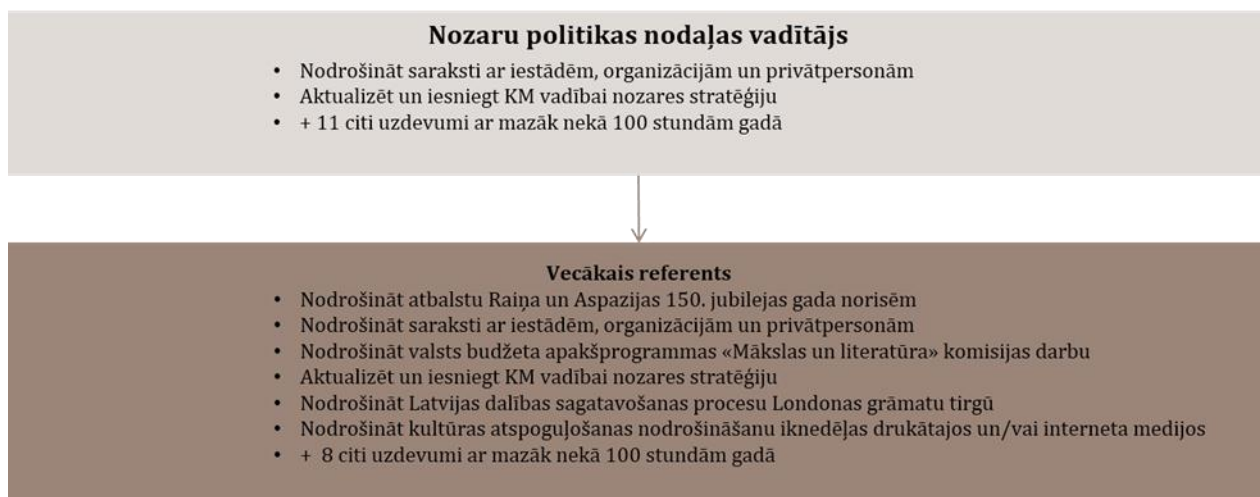 Nozaru politikas nodaļas vadītājs
• Nodrošināt saraksti ar iestādēm, organizācijām un privātpersonām
• Aktualizēt un iesniegt KM vadībai nozares stratēģiju
• + 11 citi uzdevumi ar mazāk nekā 100 stundām gadā
Vecākais referents
• Nodrošināt atbalstu Raiņa un Aspazijas 150. jubilejas gada norisēm
• Nodrošināt saraksti ar iestādēm, organizācijām un privātpersonām
• Nodrošināt valsts budžeta apakšprogrammas «Mākslas un literatūra» komisijas darbu
• Aktualizēt un iesniegt KM vadībai nozares stratēģiju
• Nodrošināt Latvijas dalības sagatavošanas procesu Londonas grāmatu tirgū
• Nodrošināt kultūras atspoguļošanas nodrošināšanu iknedēļas drukātajos un/vai interneta medijos
• + 8 citi uzdevumi ar mazāk nekā 100 stundām gadā